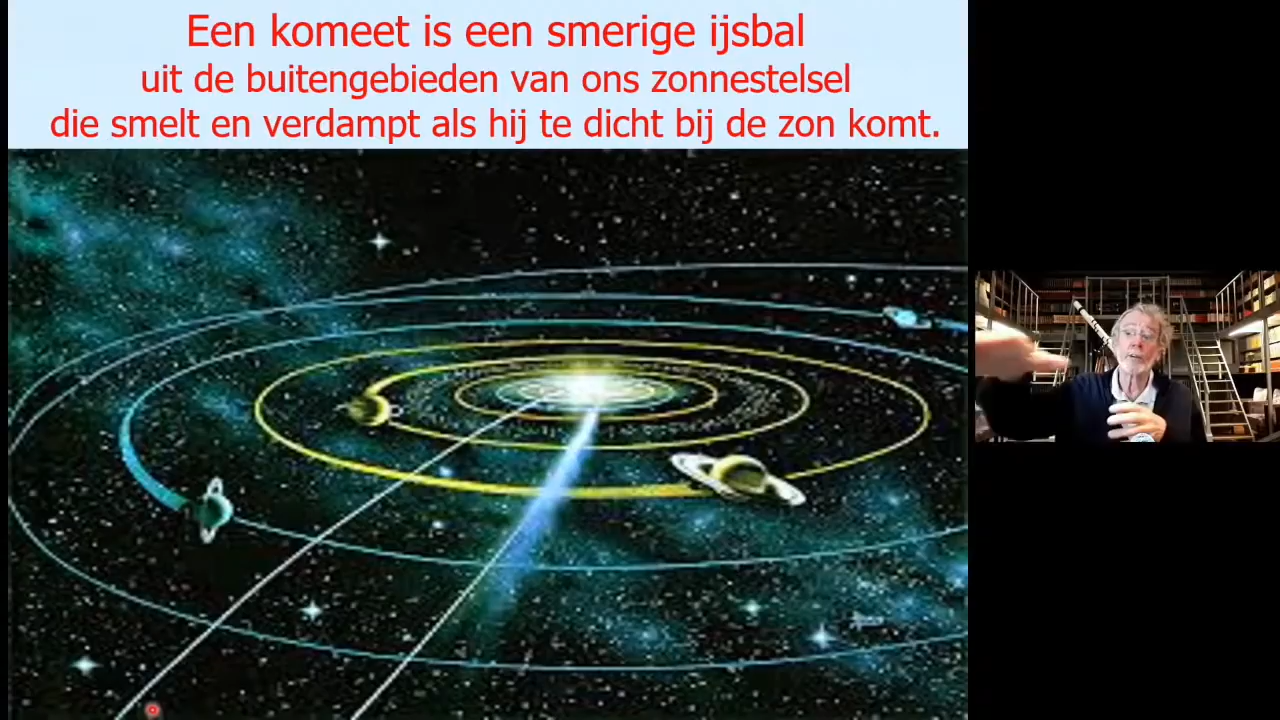 Een komeet is een smerige ijsbal
uit de buitengebieden van ons zonnestelsel
die smelt en verdampt als hij te dicht bij de zon komt.